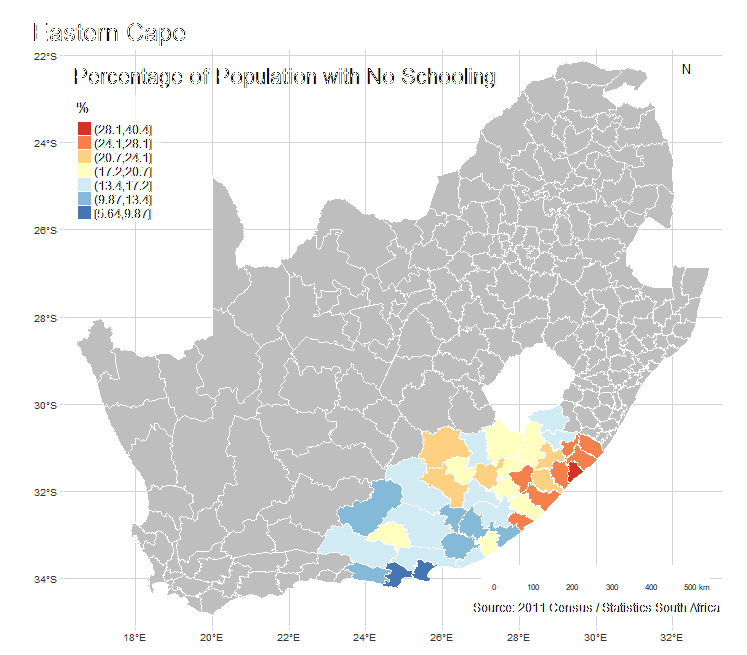 Eastern Cape
Percentage of Population with No Schooling
N
%
(28.1,40.4]
(24.1,28.1]
(20.7,24.1]
(17.2,20.7]
(13.4,17.2]
(9.87,13.4]
[5.64,9.87]
22°S
24°S
26°S
28°S
30°S
32°S
34°S
0 100 200 300 400 500 km
Source: 2011 Census / Statistics South Africa
18°E 20°E 22°E 24°E 26°E 28°E 30°E 32°E